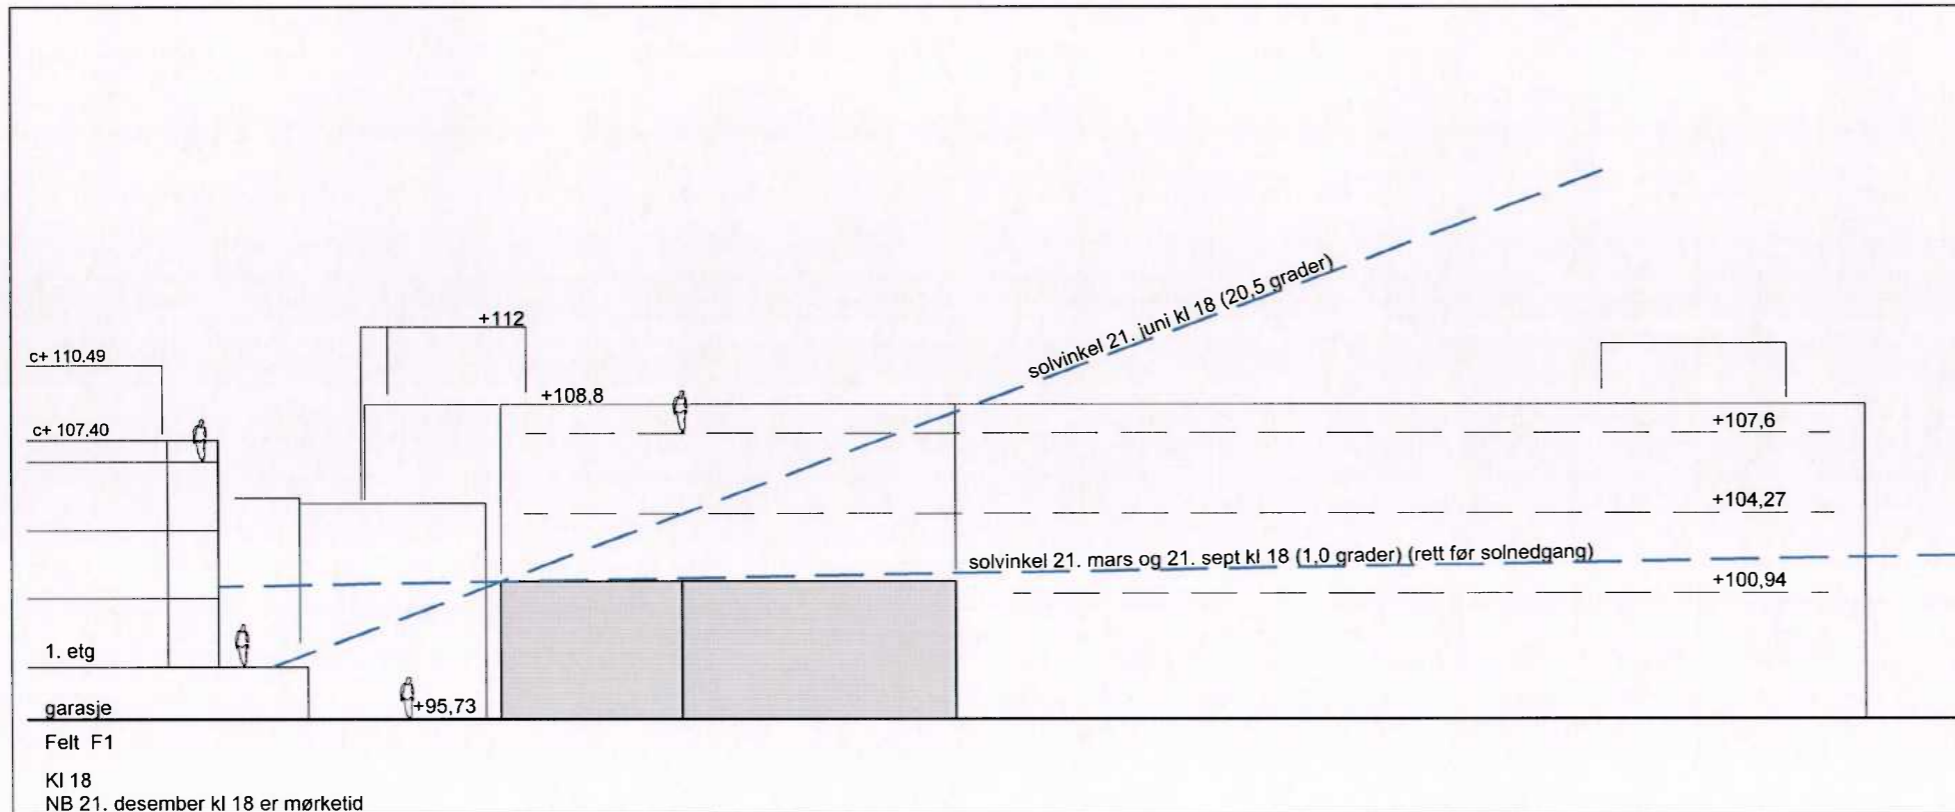 solvinkel 21. juni kl 18 (20,5 grader)
+112
c+ 110,49
+108,8
c+ 107,40
+107,6
+104,27
solvinkel 21. mars og 21. sept kl 18 (1,0 grader) (rett før solnedgang)
+100,94
1. etg
garasje
+95,73
Felt F1
Kl 18
NB 21. desember kl 18 er mørketid